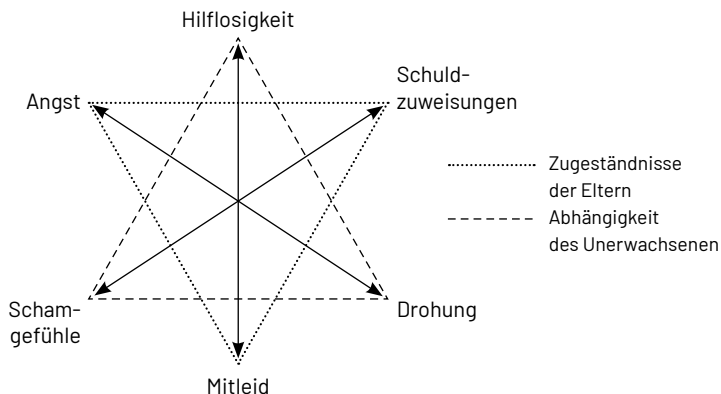 Hilflosigkeit
Schuld-
zuweisungen
Angst
Zugeständnisse
der Eltern
Abhängigkeit
des Unerwachsenen
Scham-
gefühle
Drohung
Mitleid